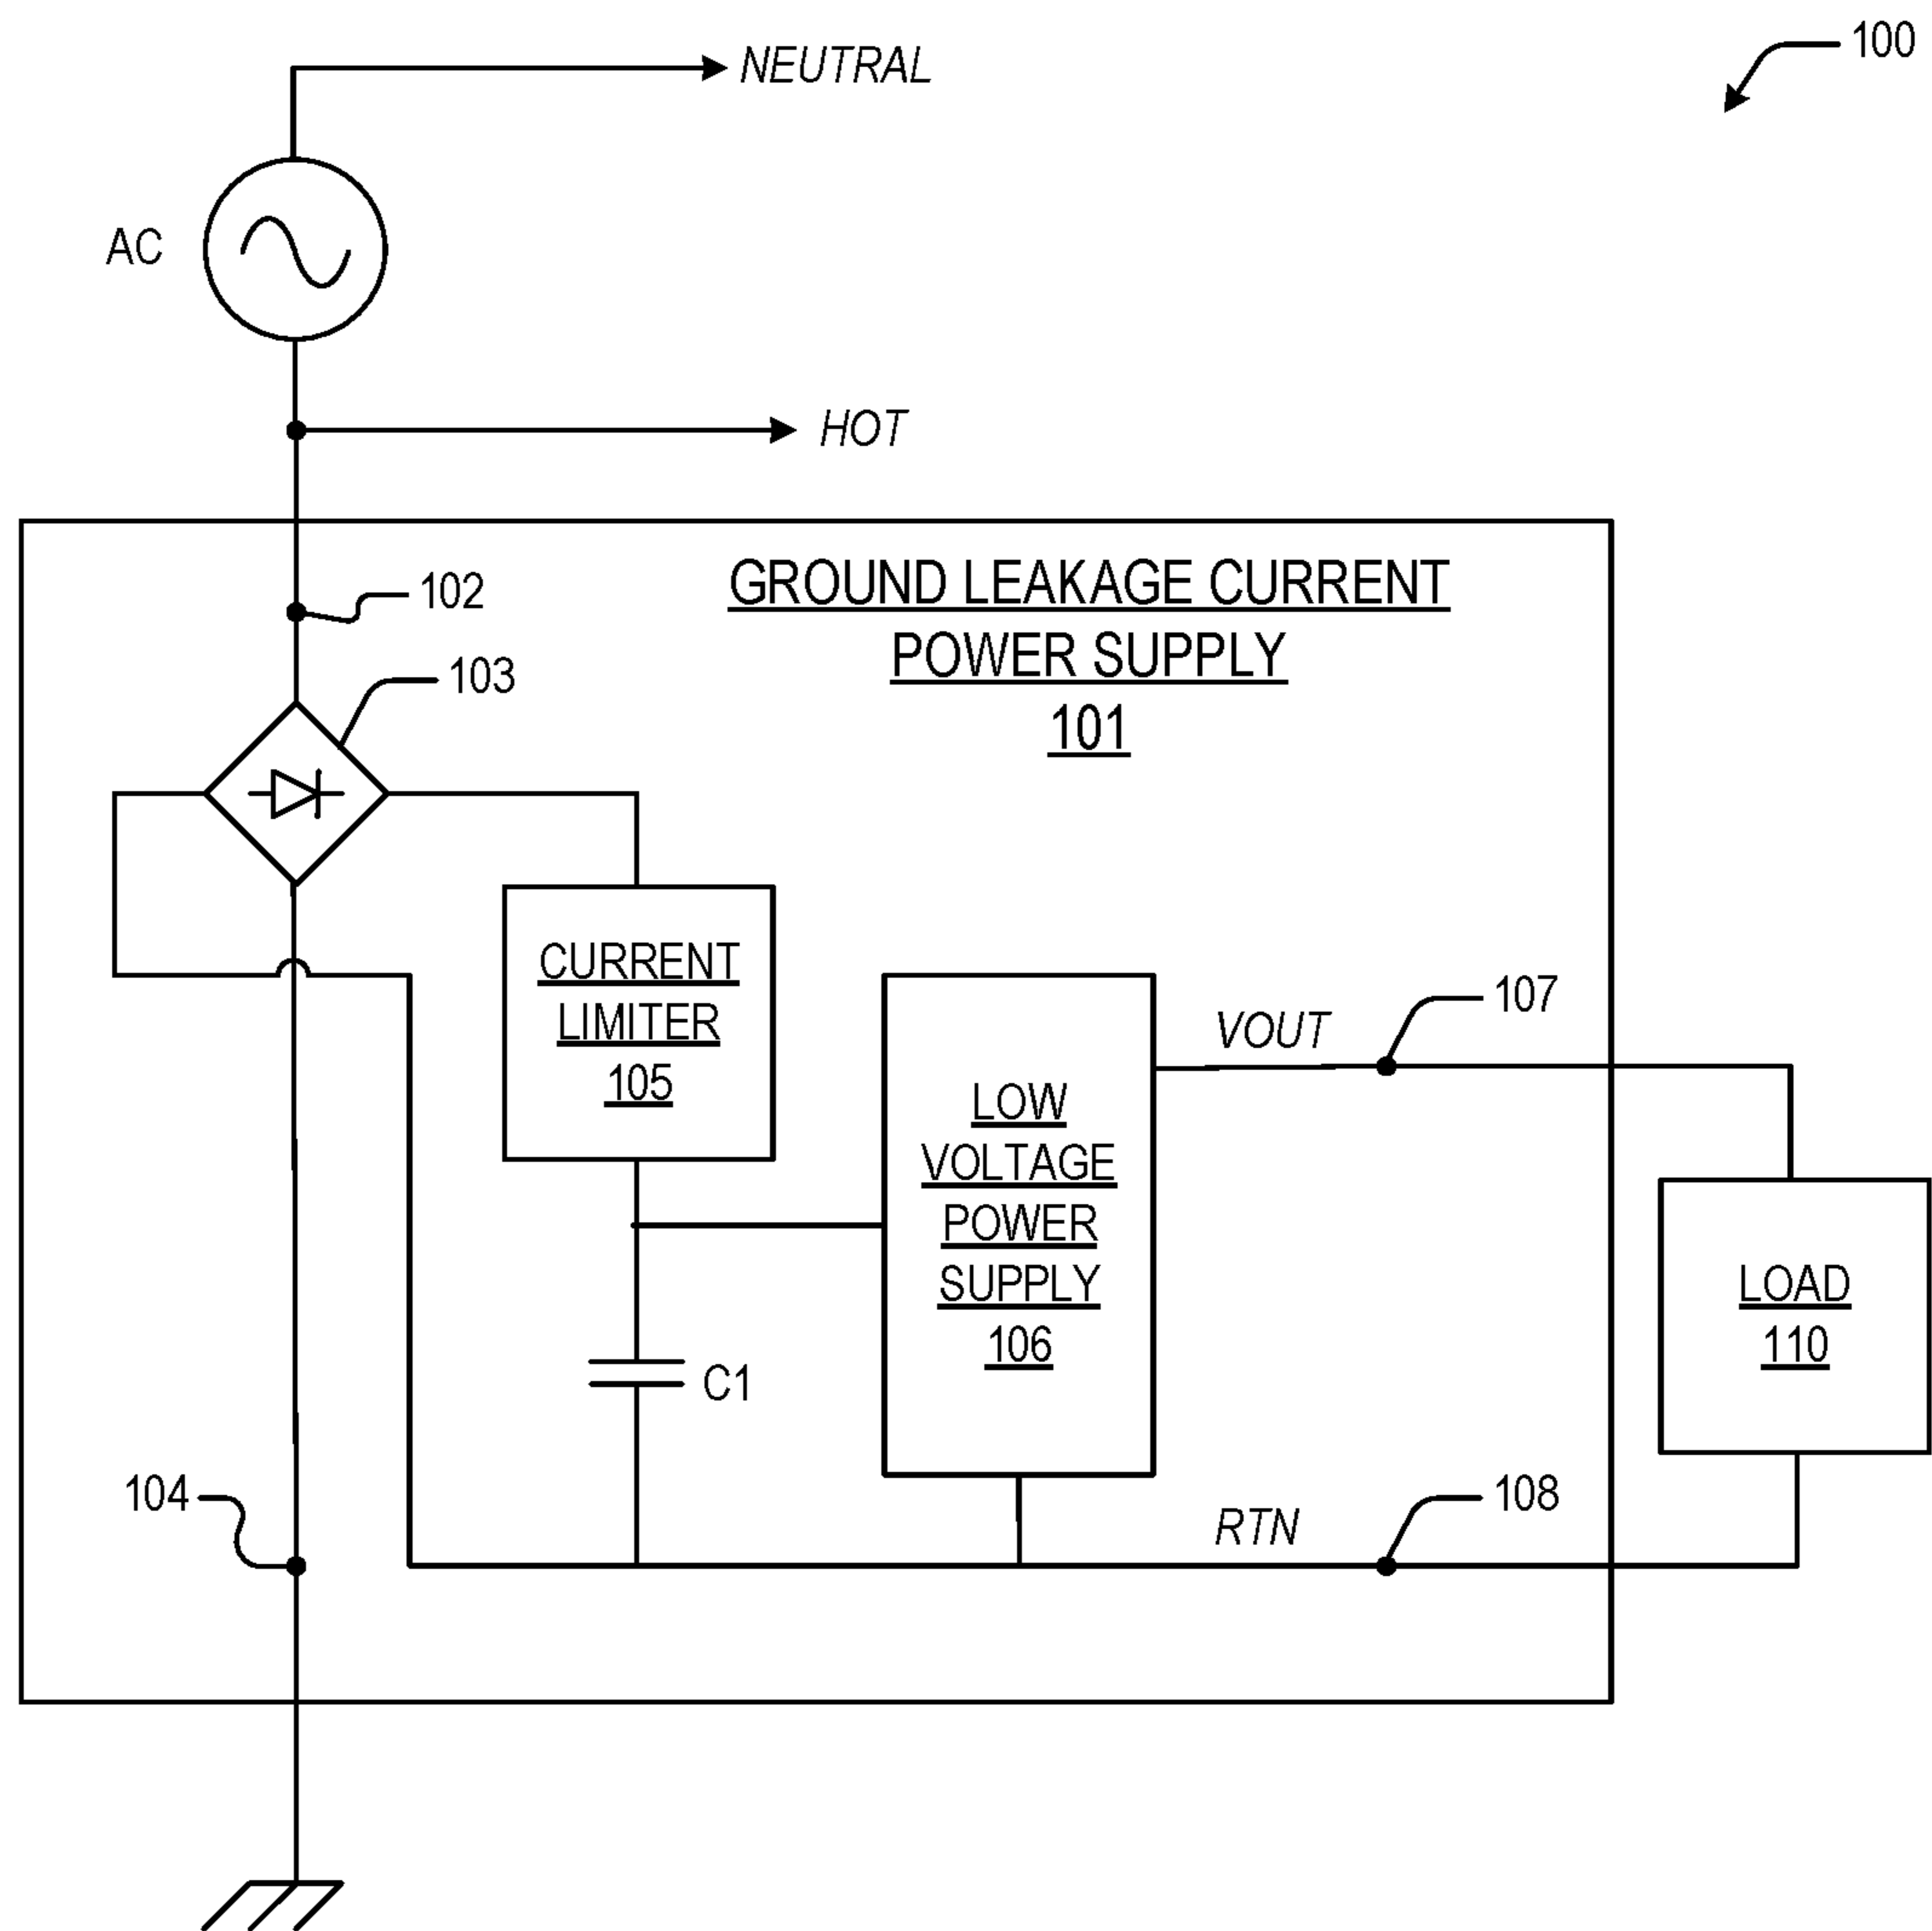 NEUTRAL
100
AC
HOT
GROUND LEAKAGE CURRENT
POWER SUPPLY
101
102
103
CURRENT
LIMITER
105
LOW
VOLTAGE
POWER
SUPPLY
106
VOUT
107
LOAD
110
C1
104
RTN
108